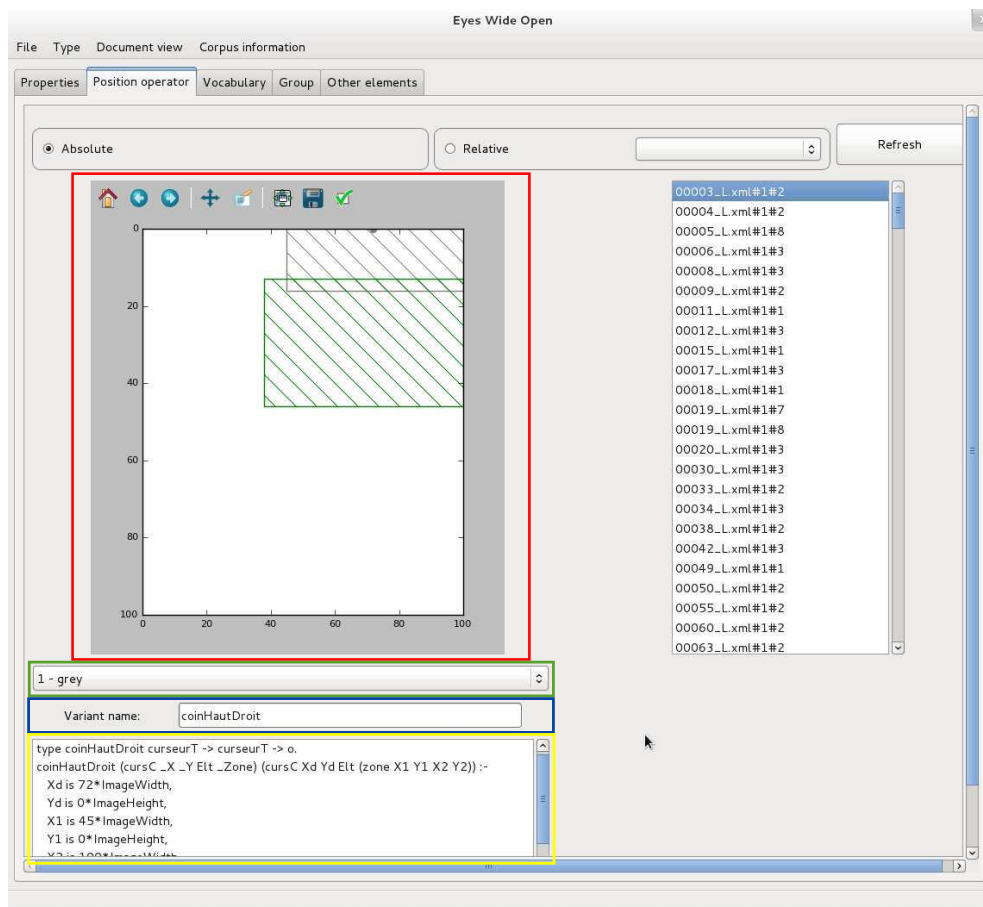 Eyes Wide Open
File Type Document view Corpus information
Properties Position operator Vocabulary Group Other elements
Absolute Relative Refresh
00003_L.xml#1#2
00004_L.xml#1#2
00005_L.xml#1#8
00006_L.xml#1#3
00008_L.xml#1#3
00009_L.xml#1#2
00011_L.xml#1#1
00012_L.xml#1#3
00015_L.xml#1#1
00017_L.xml#1#3
00018_L.xml#1#1
00019_L.xml#1#7
00019_L.xml#1#8
00020_L.xml#1#3
00030_L.xml#1#3
00033_L.xml#1#2
00034_L.xml#1#3
00038_L.xml#1#2
00042_L.xml#1#3
00049_L.xml#1#1
00050_L.xml#1#2
00055_L.xml#1#2
00060_L.xml#1#2
00063_L.xml#1#2
0
20
40
60
80
100
0 20 40 60 80 100
1 - grey
Variant name: coinHautDroit
type coinHautDroit curseurT -> curseurT -> o.
coinHautDroit (cursC _X _Y Elt _Zone) (cursC Xd Yd Elt (zone X1 Y1 X2 Y2)) :-
Xd is 72*ImageWidth,
Yd is 0*ImageHeight,
X1 is 45*ImageWidth,
Y1 is 0*ImageHeight,
X2 is 100*ImageWidth